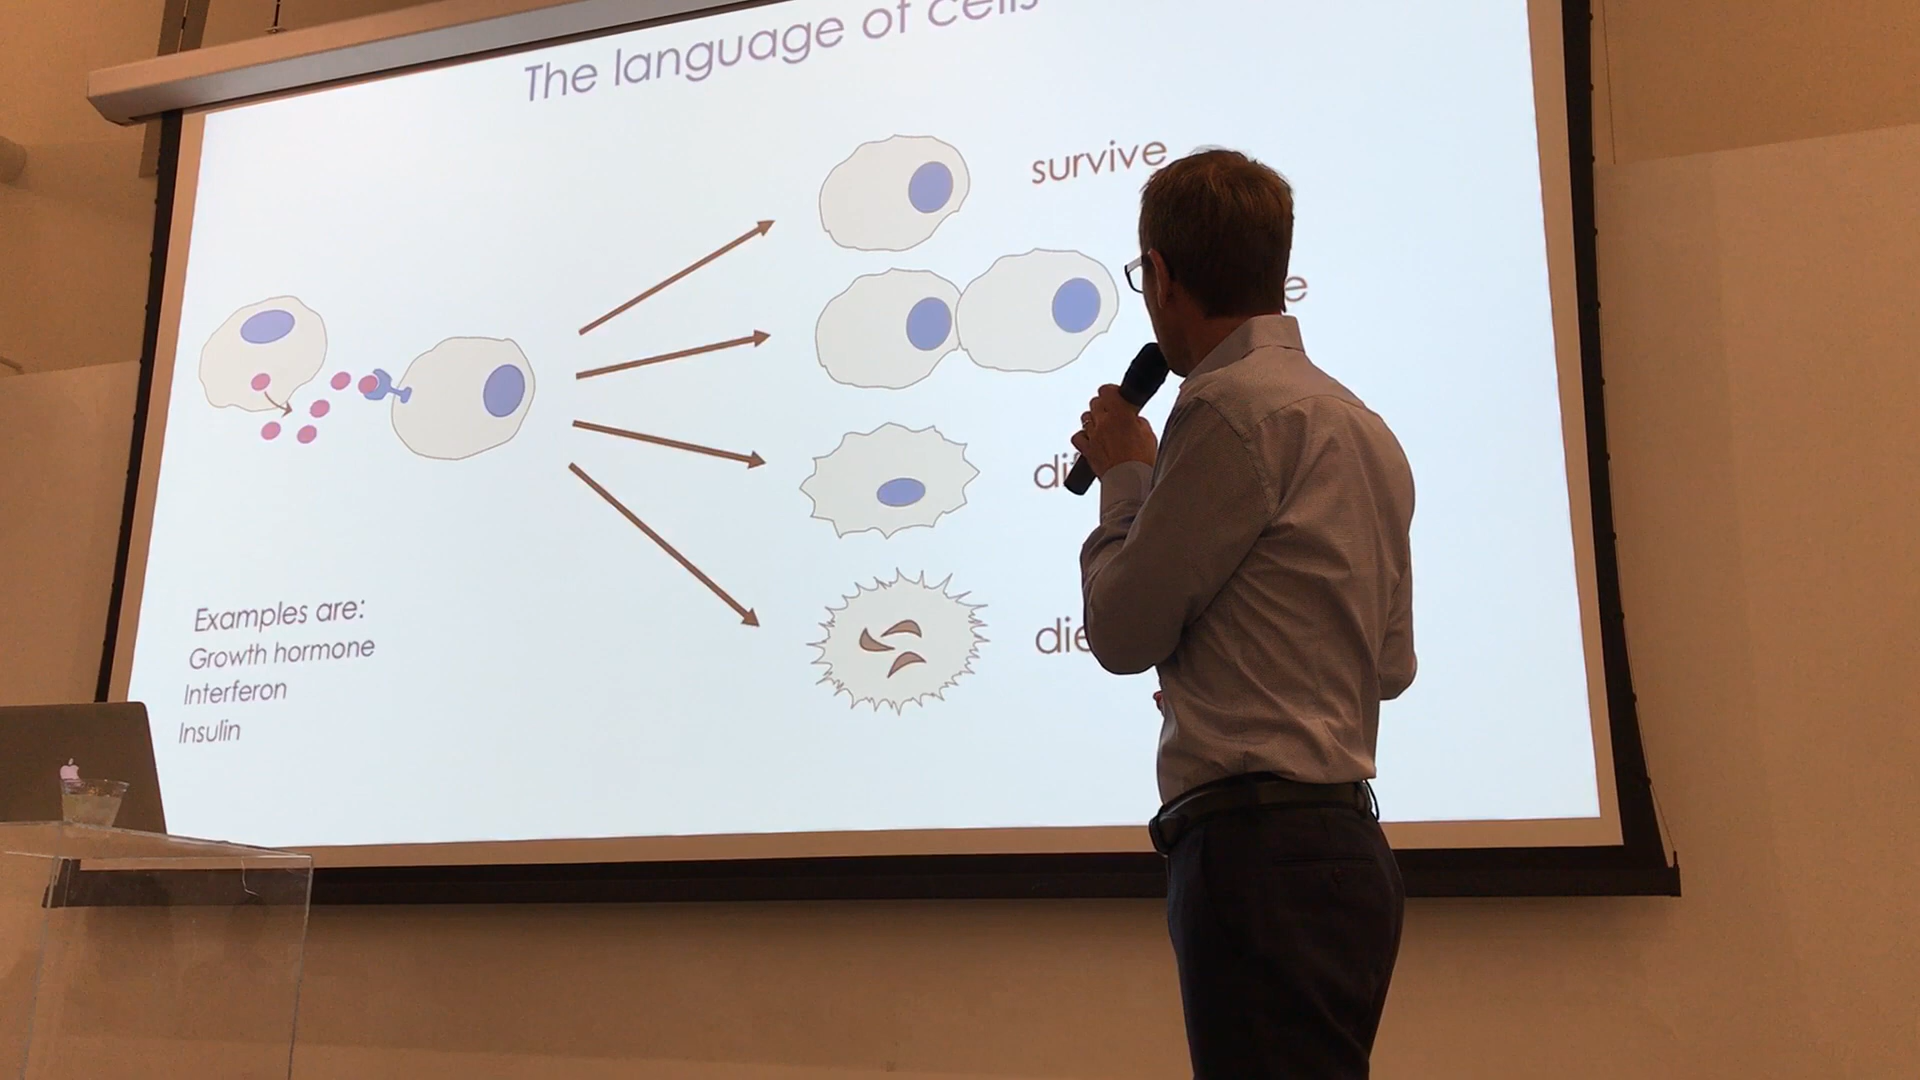 The language of cells
survive
Examples are:
Growth hormone
Interferon
Insulin